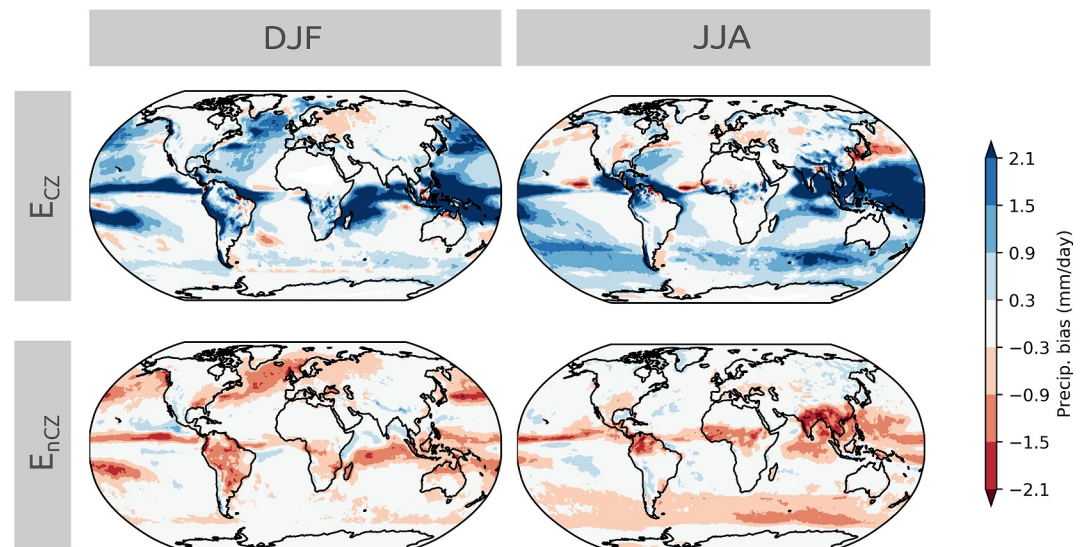 DJF
JJA
E_CZ
E_nCZ
2.1
1.5
0.9
0.3
−0.3
−0.9
−1.5
−2.1
Precip. bias (mm/day)